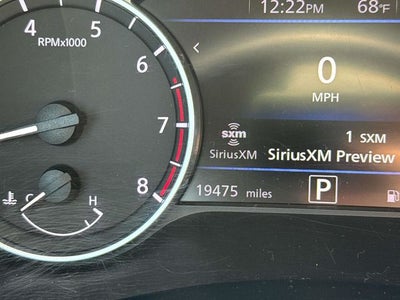 12:22PM 68°F
4 5
RPMx1000
6
0
MPH
7
sxm 1 SXM
SiriusXM SiriusXM Preview
8
19475 miles P
C H